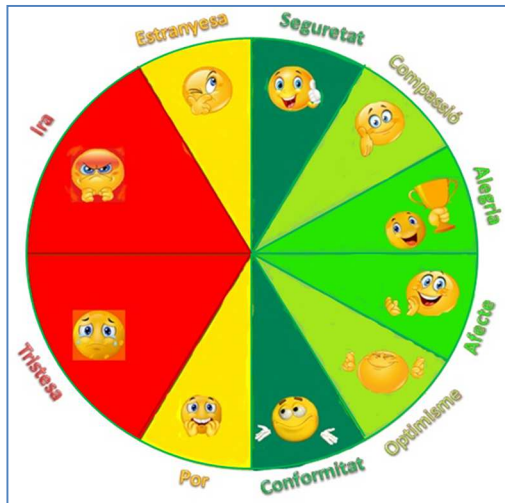 Estranyesa
Seguretat
Compassió
Alegria
Afecte
Optimisme
Conformitat
Por
Tristesa
Ira